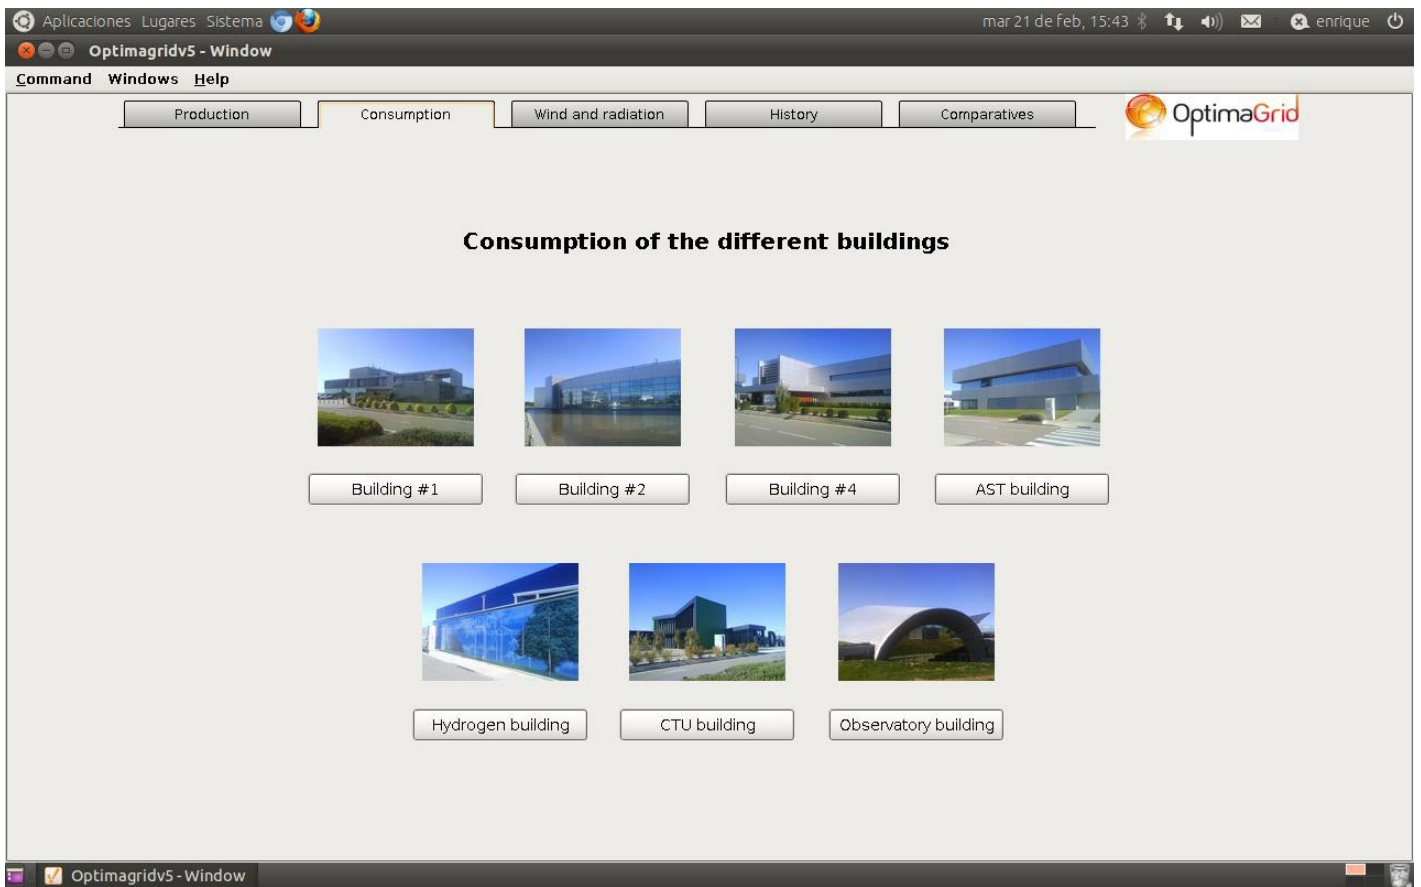 Aplicaciones Lugares Sistema mar 21 de feb, 15:43 enrique
Optimagridv5 - Window
Command Windows Help
Production Consumption Wind and radiation History Comparatives OptimaGrid
Consumption of the different buildings
Building #1 Building #2 Building #4 AST building
Hydrogen building CTU building Observatory building
Optimagridv5 - Window